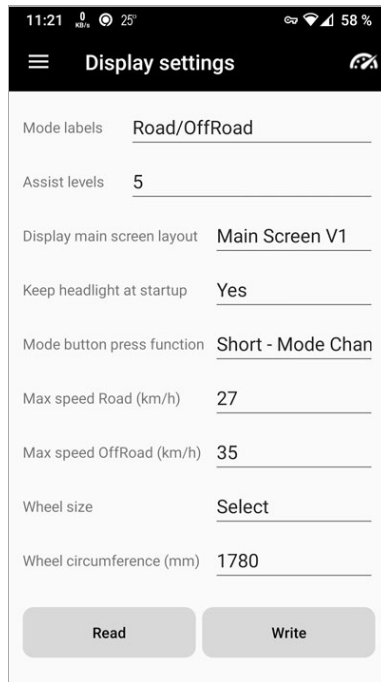 11:21 0 KB/s 25° 58 %
Display settings
Mode labels Road/OffRoad
Assist levels 5
Display main screen layout Main Screen V1
Keep headlight at startup Yes
Mode button press function Short - Mode Chan
Max speed Road (km/h) 27
Max speed OffRoad (km/h) 35
Wheel size Select
Wheel circumference (mm) 1780
Read Write